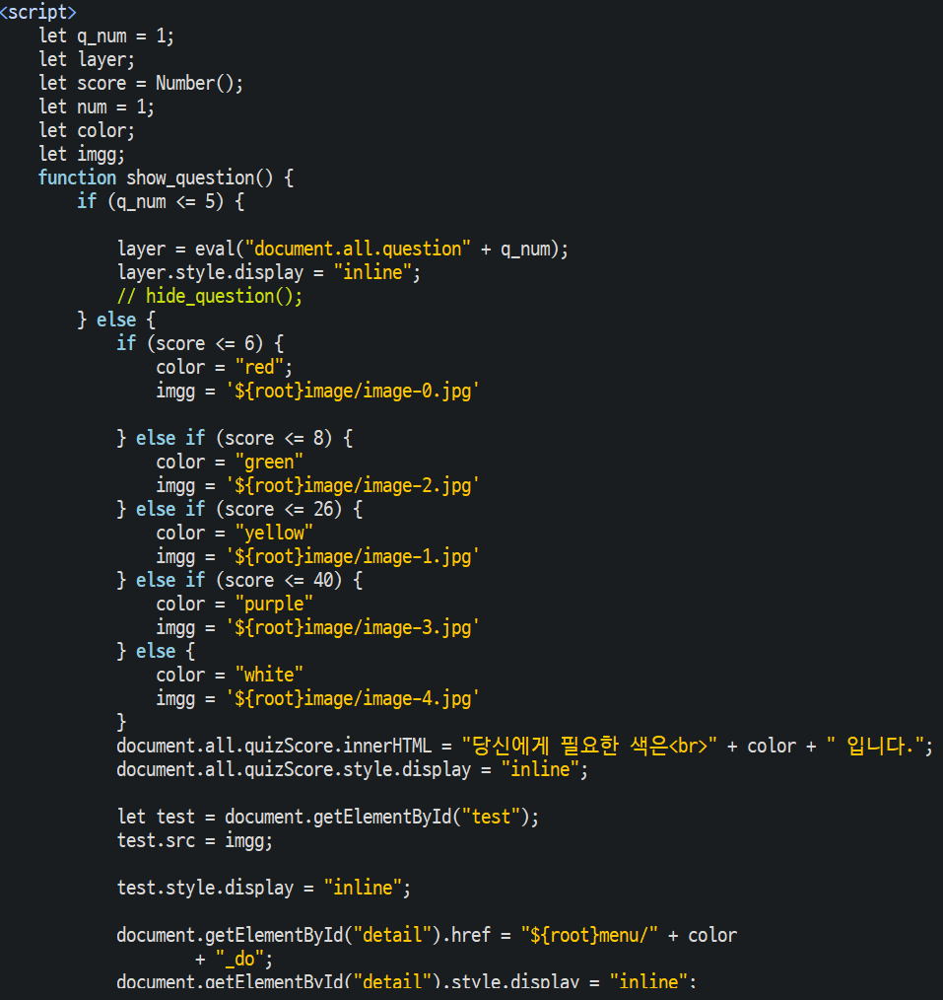 <script>
let q_num = 1;
let layer;
let score = Number();
let num = 1;
let color;
let imgg;
function show_question() {
if (q_num <= 5) {
layer = eval("document.all.question" + q_num);
layer.style.display = "inline";
// hide_question();
} else {
if (score <= 6) {
color = "red";
imgg = '${root}image/image-0.jpg'
} else if (score <= 8) {
color = "green"
imgg = '${root}image/image-2.jpg'
} else if (score <= 26) {
color = "yellow"
imgg = '${root}image/image-1.jpg'
} else if (score <= 40) {
color = "purple"
imgg = '${root}image/image-3.jpg'
} else {
color = "white"
imgg = '${root}image/image-4.jpg'
}
document.all.quizScore.innerHTML = "당신에게 필요한 색은<br>" + color + " 입니다.";
document.all.quizScore.style.display = "inline";
let test = document.getElementById("test");
test.src = imgg;
test.style.display = "inline";
document.getElementById("detail").href = "${root}menu/" + color
+ "_do";
document.getElementById("detail").style.display = "inline";